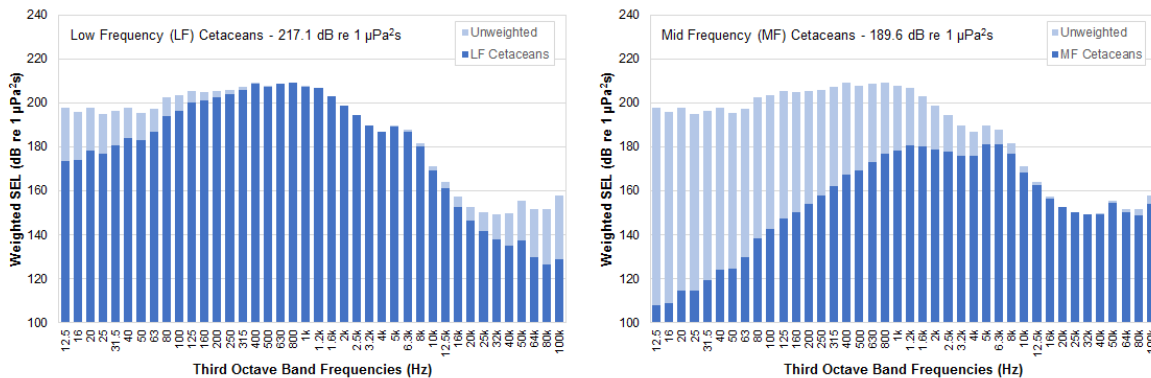 Low Frequency (LF) Cetaceans - 217.1 dB re 1 µPa²s
Unweighted
LF Cetaceans
Weighted SEL (dB re 1 µPa²s)
240
220
200
180
160
140
120
100
12.5 16 20 25 31.5 40 50 63 80 100 125 160 200 250 315 400 500 630 800 1k 1.2k 1.6k 2k 2.5k 3.2k 4k 5k 6.3k 8k 10k 12.5k 16k 20k 25k 32k 40k 50k 64k 80k 100k
Third Octave Band Frequencies (Hz)
Mid Frequency (MF) Cetaceans - 189.6 dB re 1 µPa²s
Unweighted
MF Cetaceans
Weighted SEL (dB re 1 µPa²s)
240
220
200
180
160
140
120
100
12.5 16 20 25 31.5 40 50 63 80 100 125 160 200 250 315 400 500 630 800 1k 1.2k 1.6k 2k 2.5k 3.2k 4k 5k 6.3k 8k 10k 12.5k 16k 20k 25k 32k 40k 50k 64k 80k 100k
Third Octave Band Frequencies (Hz)